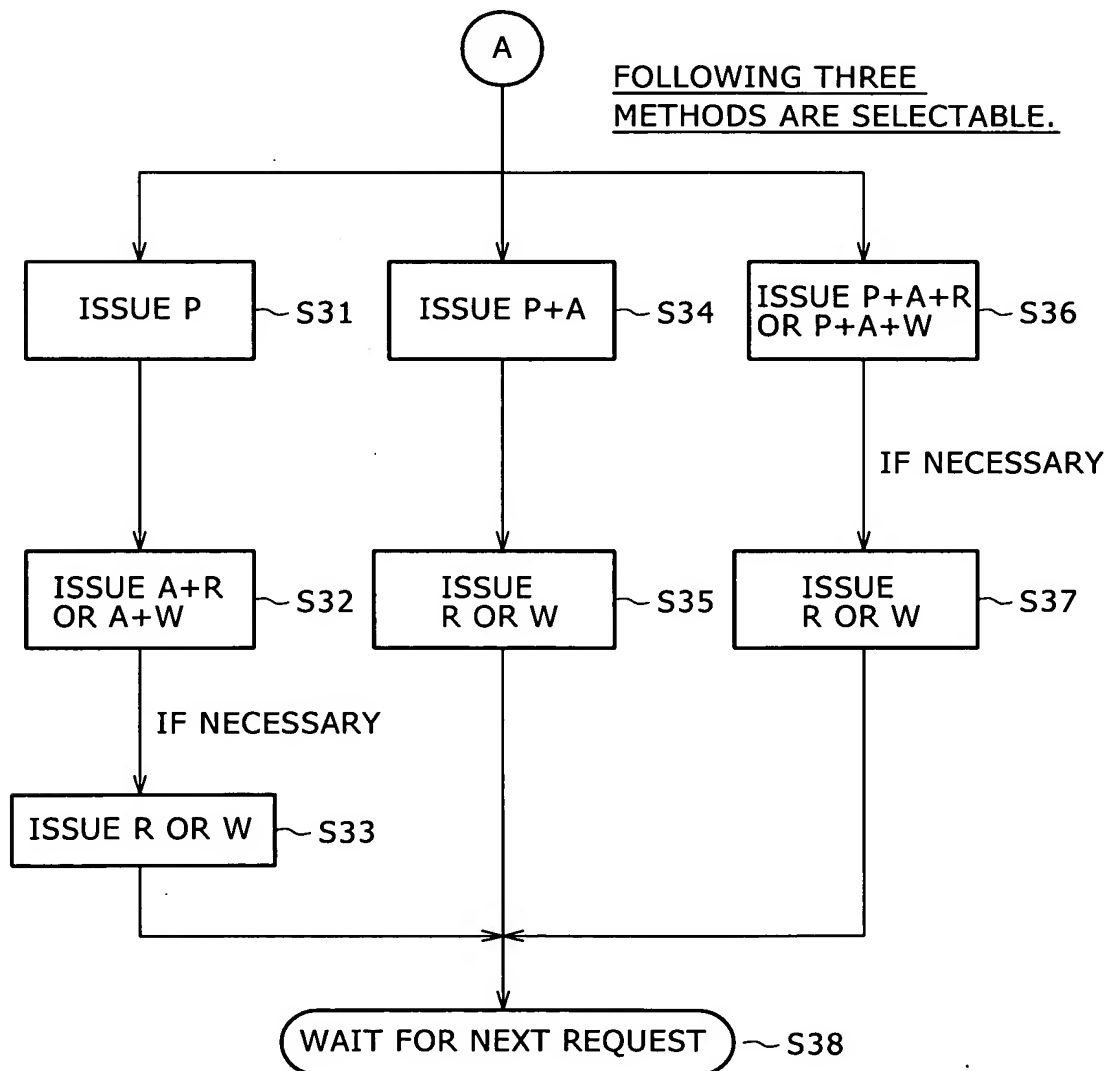 A
FOLLOWING THREE
METHODS ARE SELECTABLE.
ISSUE P
S31
ISSUE P+A
S34
ISSUE P+A+R
OR P+A+W
S36
IF NECESSARY
ISSUE A+R
OR A+W
S32
ISSUE
R OR W
S35
ISSUE
R OR W
S37
IF NECESSARY
ISSUE R OR W
S33
WAIT FOR NEXT REQUEST
S38